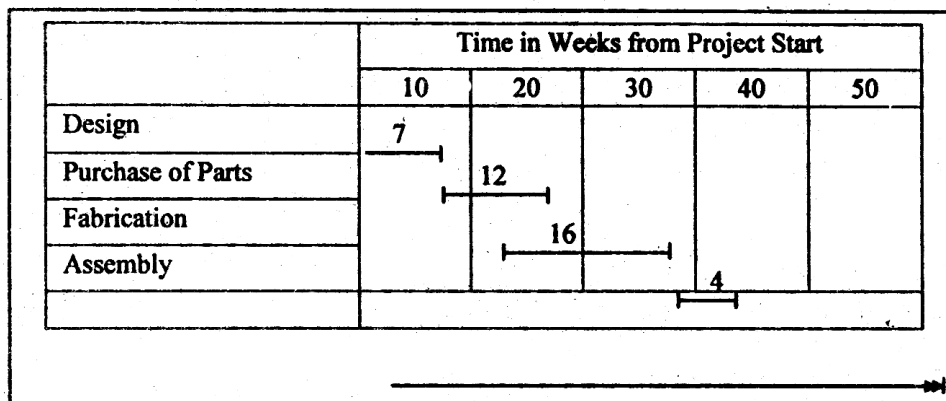 Time in Weeks from Project Start
10 20 30 40 50
Design
7
Purchase of Parts
12
Fabrication
16
Assembly
4